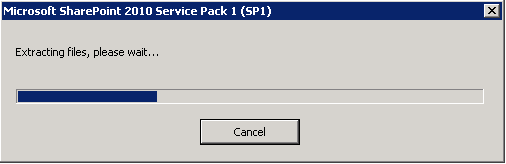 Microsoft SharePoint 2010 Service Pack 1 (SP1)
Extracting files, please wait...
Cancel